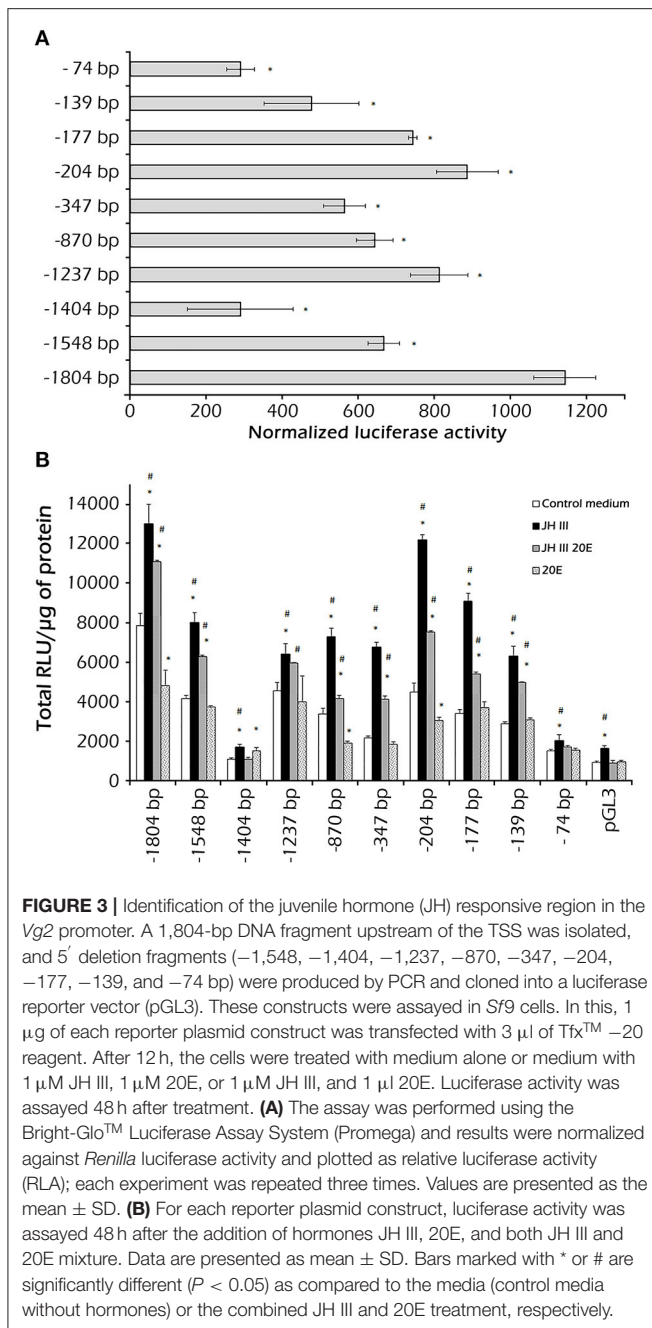 A
- 74 bp
-139 bp
-177 bp
-204 bp
-347 bp
-870 bp
-1237 bp
-1404 bp
-1548 bp
-1804 bp
* * * * * * * * *
0 200 400 600 800 1000 1200
Normalized luciferase activity
B
Total RLU/µg of protein
14000
12000
10000
8000
6000
4000
2000
0
Control medium
JH III
JH III 20E
20E
-1804 bp
-1548 bp
-1404 bp
-1237 bp
-870 bp
-347 bp
-204 bp
-177 bp
-139 bp
- 74 bp
pGL3
FIGURE 3 | Identification of the juvenile hormone (JH) responsive region in the
Vg2 promoter. A 1,804-bp DNA fragment upstream of the TSS was isolated,
and 5′ deletion fragments (−1,548, −1,404, −1,237, −870, −347, −204,
−177, −139, and −74 bp) were produced by PCR and cloned into a luciferase
reporter vector (pGL3). These constructs were assayed in Sf9 cells. In this, 1
µg of each reporter plasmid construct was transfected with 3 µl of Tfx™ −20
reagent. After 12 h, the cells were treated with medium alone or medium with
1 µM JH III, 1 µM 20E, or 1 µM JH III, and 1 µl 20E. Luciferase activity was
assayed 48 h after treatment. (A) The assay was performed using the
Bright-Glo™ Luciferase Assay System (Promega) and results were normalized
against Renilla luciferase activity and plotted as relative luciferase activity
(RLA); each experiment was repeated three times. Values are presented as the
mean ± SD. (B) For each reporter plasmid construct, luciferase activity was
assayed 48 h after the addition of hormones JH III, 20E, and both JH III and
20E mixture. Data are presented as mean ± SD. Bars marked with * or # are
significantly different (P < 0.05) as compared to the media (control media
without hormones) or the combined JH III and 20E treatment, respectively.